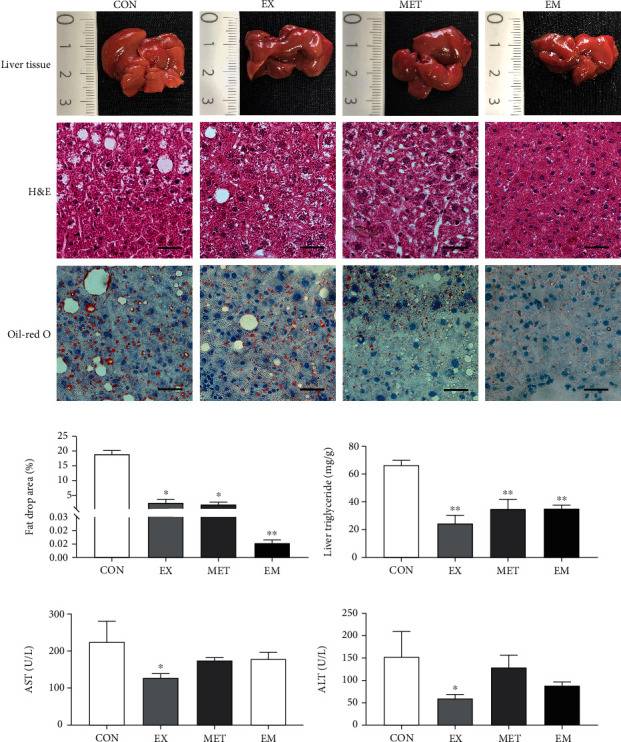 CON EX MET EM
Liver tissue
0 1 2 3
0 1 2 3
0 1 2 3
0 1 2 3
H&E
Oil-red O
Fat drop area (%)
25
20
15
10
5
0.03
0.02
0.02
0.00
* * **
CON EX MET EM
Liver triglyceride (mg/g)
80
60
40
20
0
** ** **
CON EX MET EM
AST (U/L)
300
200
100
0
*
CON EX MET EM
ALT (U/L)
250
200
150
100
50
0
*
CON EX MET EM